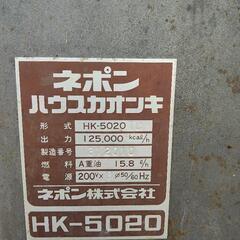 ネポン
ハウスカオンキ
形式 HK-5020
出力 125,000 kcal/h
製造番号
燃料 A重油 15.8 ℓ/h
電源 200V× ø50/60Hz
ネポン株式会社
HK-5020